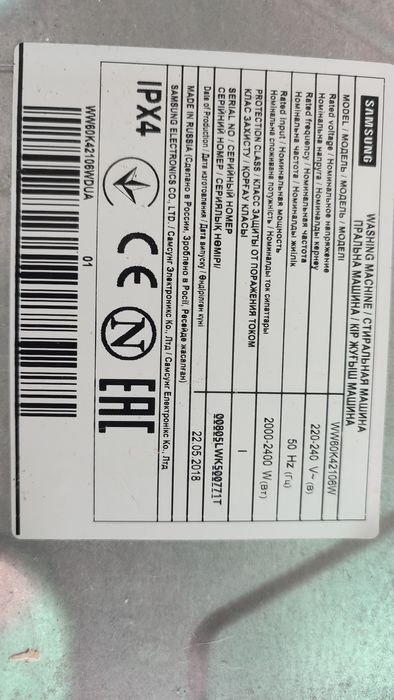 SAMSUNG
WASHING MACHINE / СТИРАЛЬНАЯ МАШИНА
ПРАЛЬНА МАШИНА / КІР ЖУҒЫШ МАШИНА
MODEL / МОДЕЛЬ / МОДЕЛЬ / МОДЕЛІ
WW60K42106W
Rated voltage / Номинальное напряжение
Номінальна напруга / Номиналды кернеу
220-240 V~ (В)
Rated frequency / Номинальная частота
Номінальна частота / Номиналды жиілік
50 Hz (Гц)
Rated input / Номинальная мощность
Номінальна споживана потужність / Номиналды ток сипаттары
2000-2400 W (Вт)
PROTECTION CLASS / КЛАСС ЗАЩИТЫ ОТ ПОРАЖЕНИЯ ТОКОМ
КЛАС ЗАХИСТУ / ҚОРҒАУ КЛАСЫ
I
SERIAL NO / СЕРИЙНЫЙ НОМЕР
СЕРІЙНИЙ НОМЕР / СЕРИЯЛЫҚ НӨМІРІ
LWK500771T
Date of Production / Дата изготовления / Дата випуску / Өндірілген күні
22.05.2018
MADE IN RUSSIA (Сделано в России, Зроблено в Росії, Ресейде жасалған)
SAMSUNG ELECTRONICS CO., LTD. / Самсунг Электроникс Ко., Лтд / Самсунг Електронікс Ко., Лтд
IPX4
CE
N
EAC
WW60K42106WDUA 01